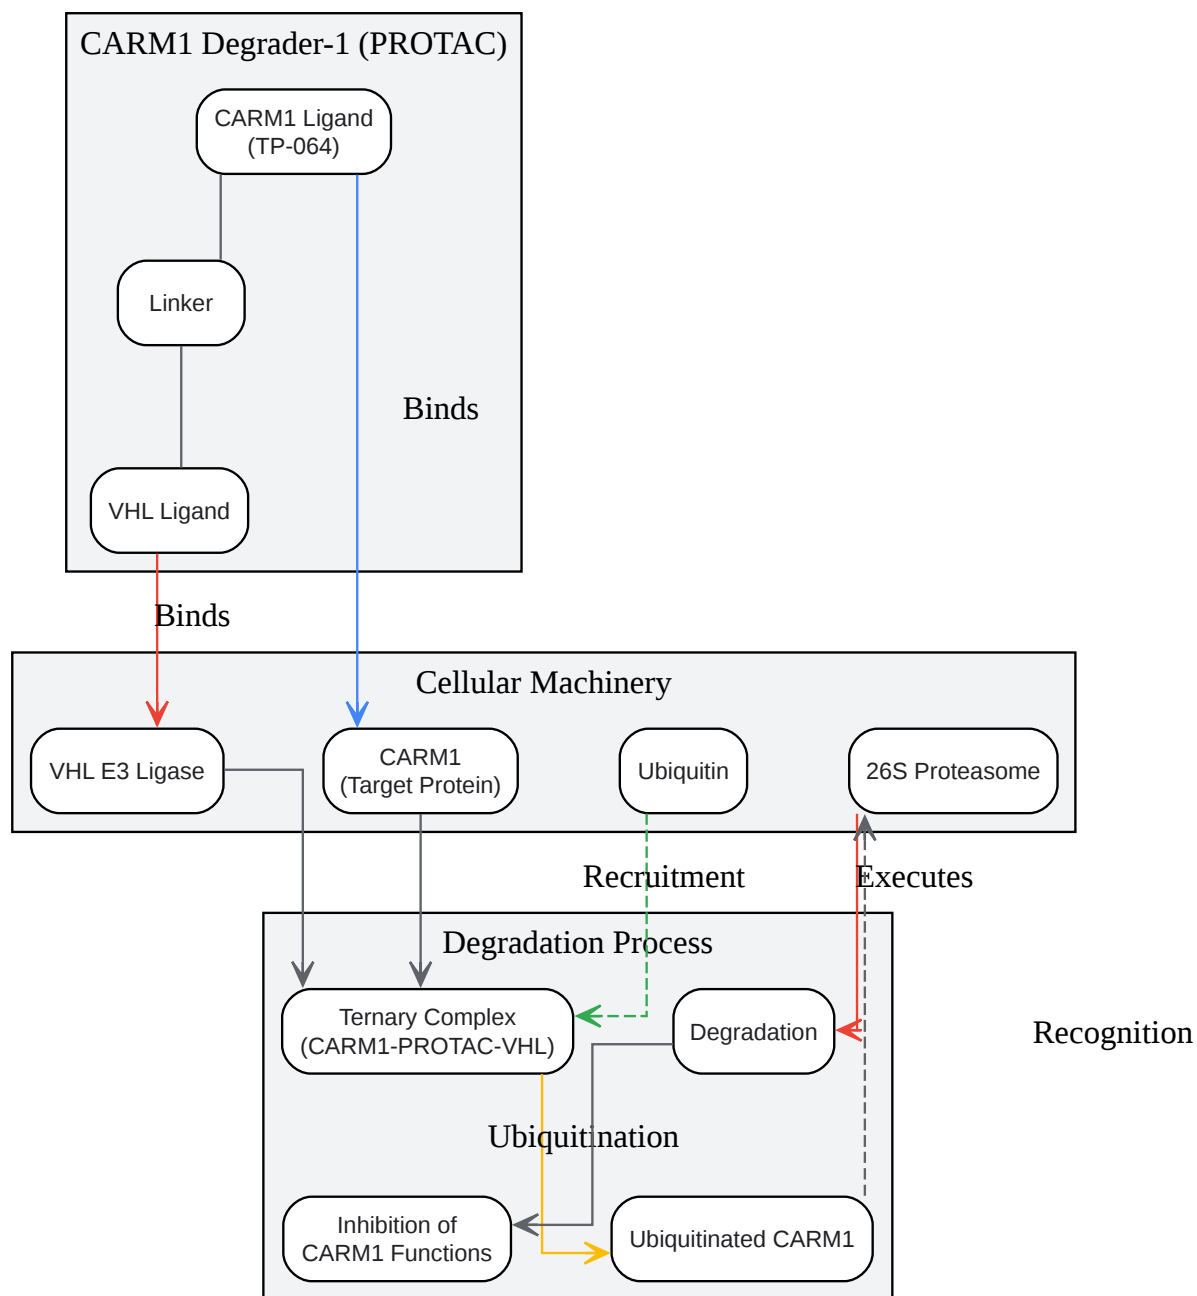 CARM1 Degrader-1 (PROTAC)
CARM1 Ligand
(TP-064)
Linker
Binds
VHL Ligand
Binds
Cellular Machinery
VHL E3 Ligase
CARM1
(Target Protein)
Ubiquitin
26S Proteasome
Recruitment
Executes
Degradation Process
Ternary Complex
(CARM1-PROTAC-VHL)
Degradation
Recognition
Ubiquitination
Inhibition of
CARM1 Functions
Ubiquitinated CARM1